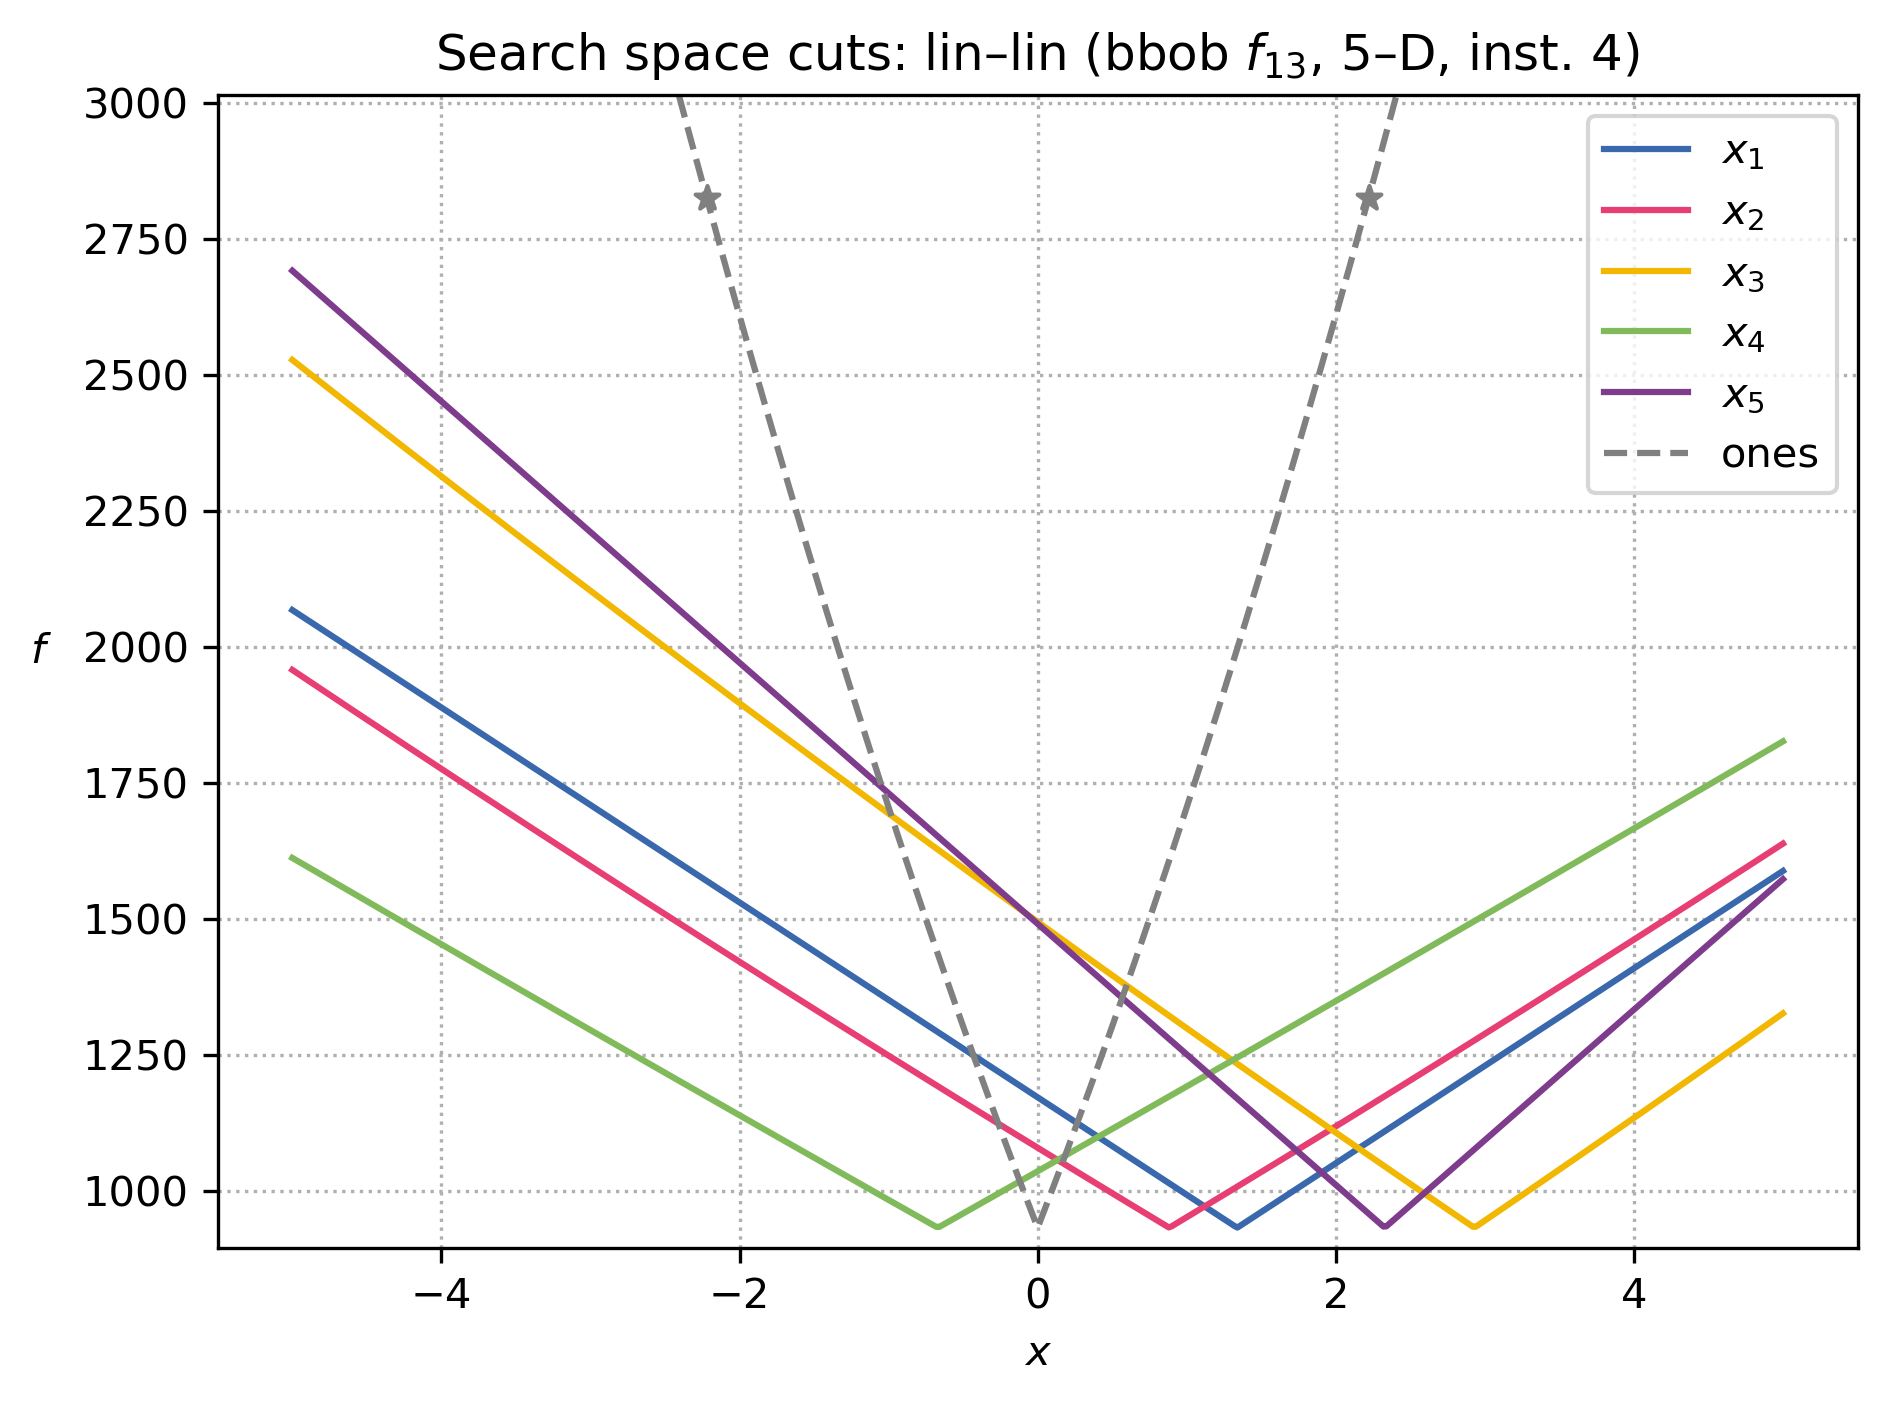 Search space cuts: lin–lin (bbob f₁₃, 5–D, inst. 4)
3000
2750
2500
2250
2000
1750
1500
1250
1000
f
−4
−2
0
2
4
x
x₁
x₂
x₃
x₄
x₅
ones